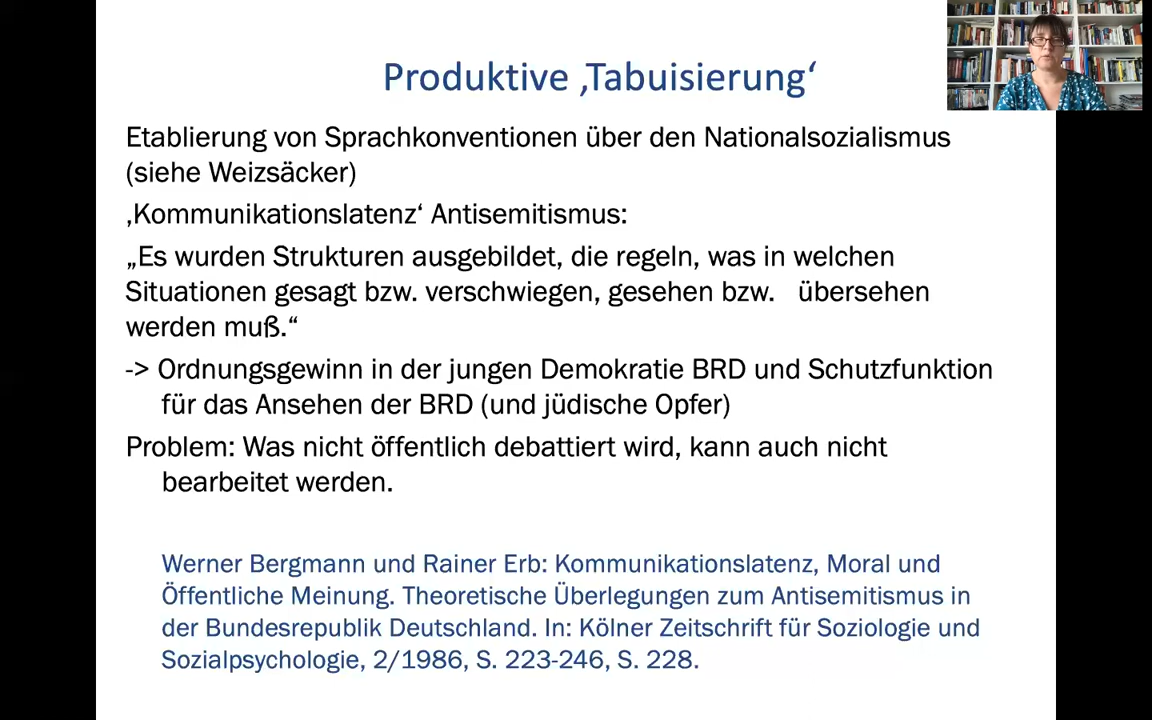 Produktive ‚Tabuisierung‘
Etablierung von Sprachkonventionen über den Nationalsozialismus
(siehe Weizsäcker)
‚Kommunikationslatenz‘ Antisemitismus:
„Es wurden Strukturen ausgebildet, die regeln, was in welchen
Situationen gesagt bzw. verschwiegen, gesehen bzw. übersehen
werden muß.“
-> Ordnungsgewinn in der jungen Demokratie BRD und Schutzfunktion
für das Ansehen der BRD (und jüdische Opfer)
Problem: Was nicht öffentlich debattiert wird, kann auch nicht
bearbeitet werden.
Werner Bergmann und Rainer Erb: Kommunikationslatenz, Moral und
Öffentliche Meinung. Theoretische Überlegungen zum Antisemitismus in
der Bundesrepublik Deutschland. In: Kölner Zeitschrift für Soziologie und
Sozialpsychologie, 2/1986, S. 223-246, S. 228.